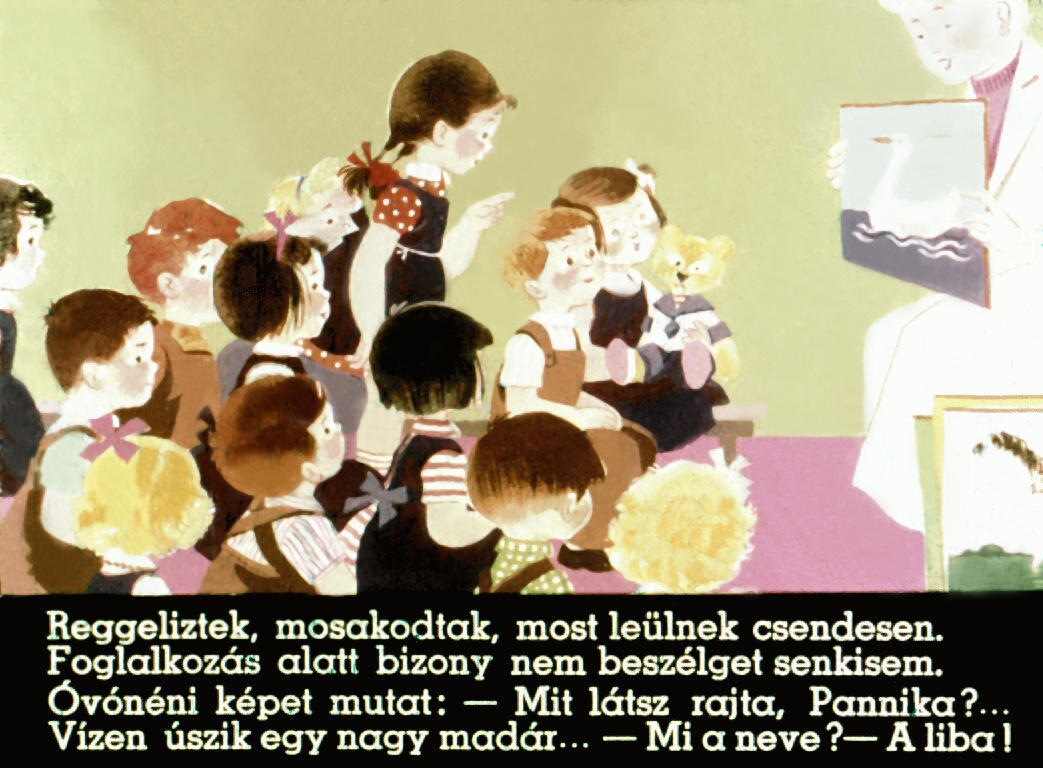 Reggeliztek, mosakodtak, most leülnek csendesen.
Foglalkozás alatt bizony nem beszélget senkisem.
Óvónéni képet mutat: — Mit látsz rajta, Pannika?...
Vízen úszik egy nagy madár... — Mi a neve?— A liba!